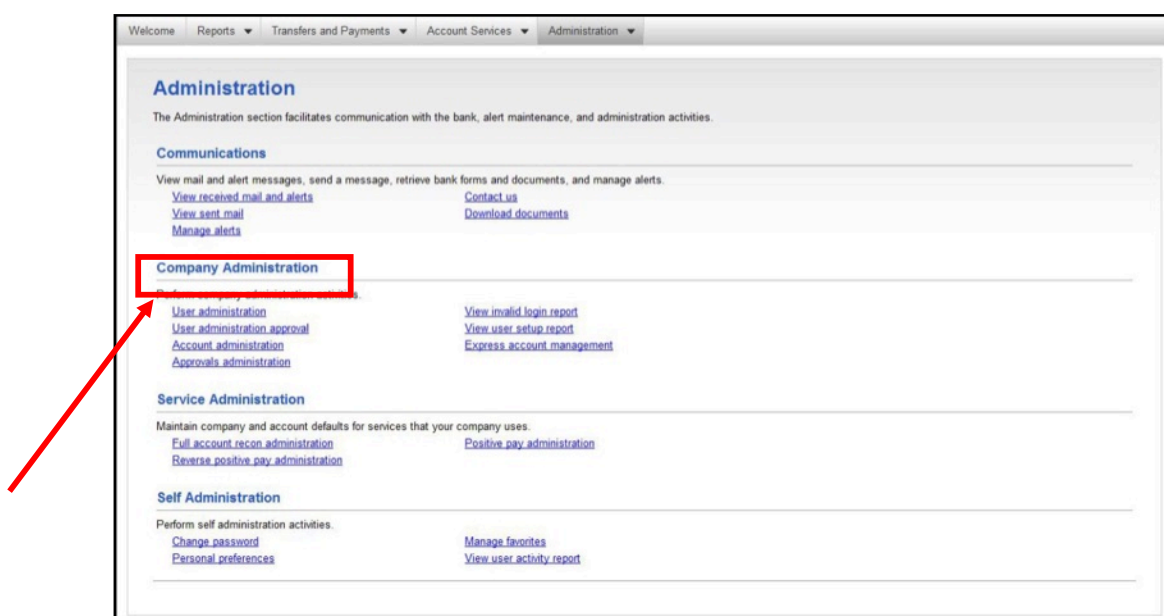 Welcome Reports Transfers and Payments Account Services Administration
Administration
The Administration section facilitates communication with the bank, alert maintenance, and administration activities.
Communications
View mail and alert messages, send a message, retrieve bank forms and documents, and manage alerts.
View received mail and alerts Contact us
View sent mail Download documents
Manage alerts
Company Administration
Perform company administration activities.
User administration View invalid login report
User administration approval View user setup report
Account administration Express account management
Approvals administration
Service Administration
Maintain company and account defaults for services that your company uses.
Full account recon administration Positive pay administration
Reverse positive pay administration
Self Administration
Perform self administration activities.
Change password Manage favorites
Personal preferences View user activity report